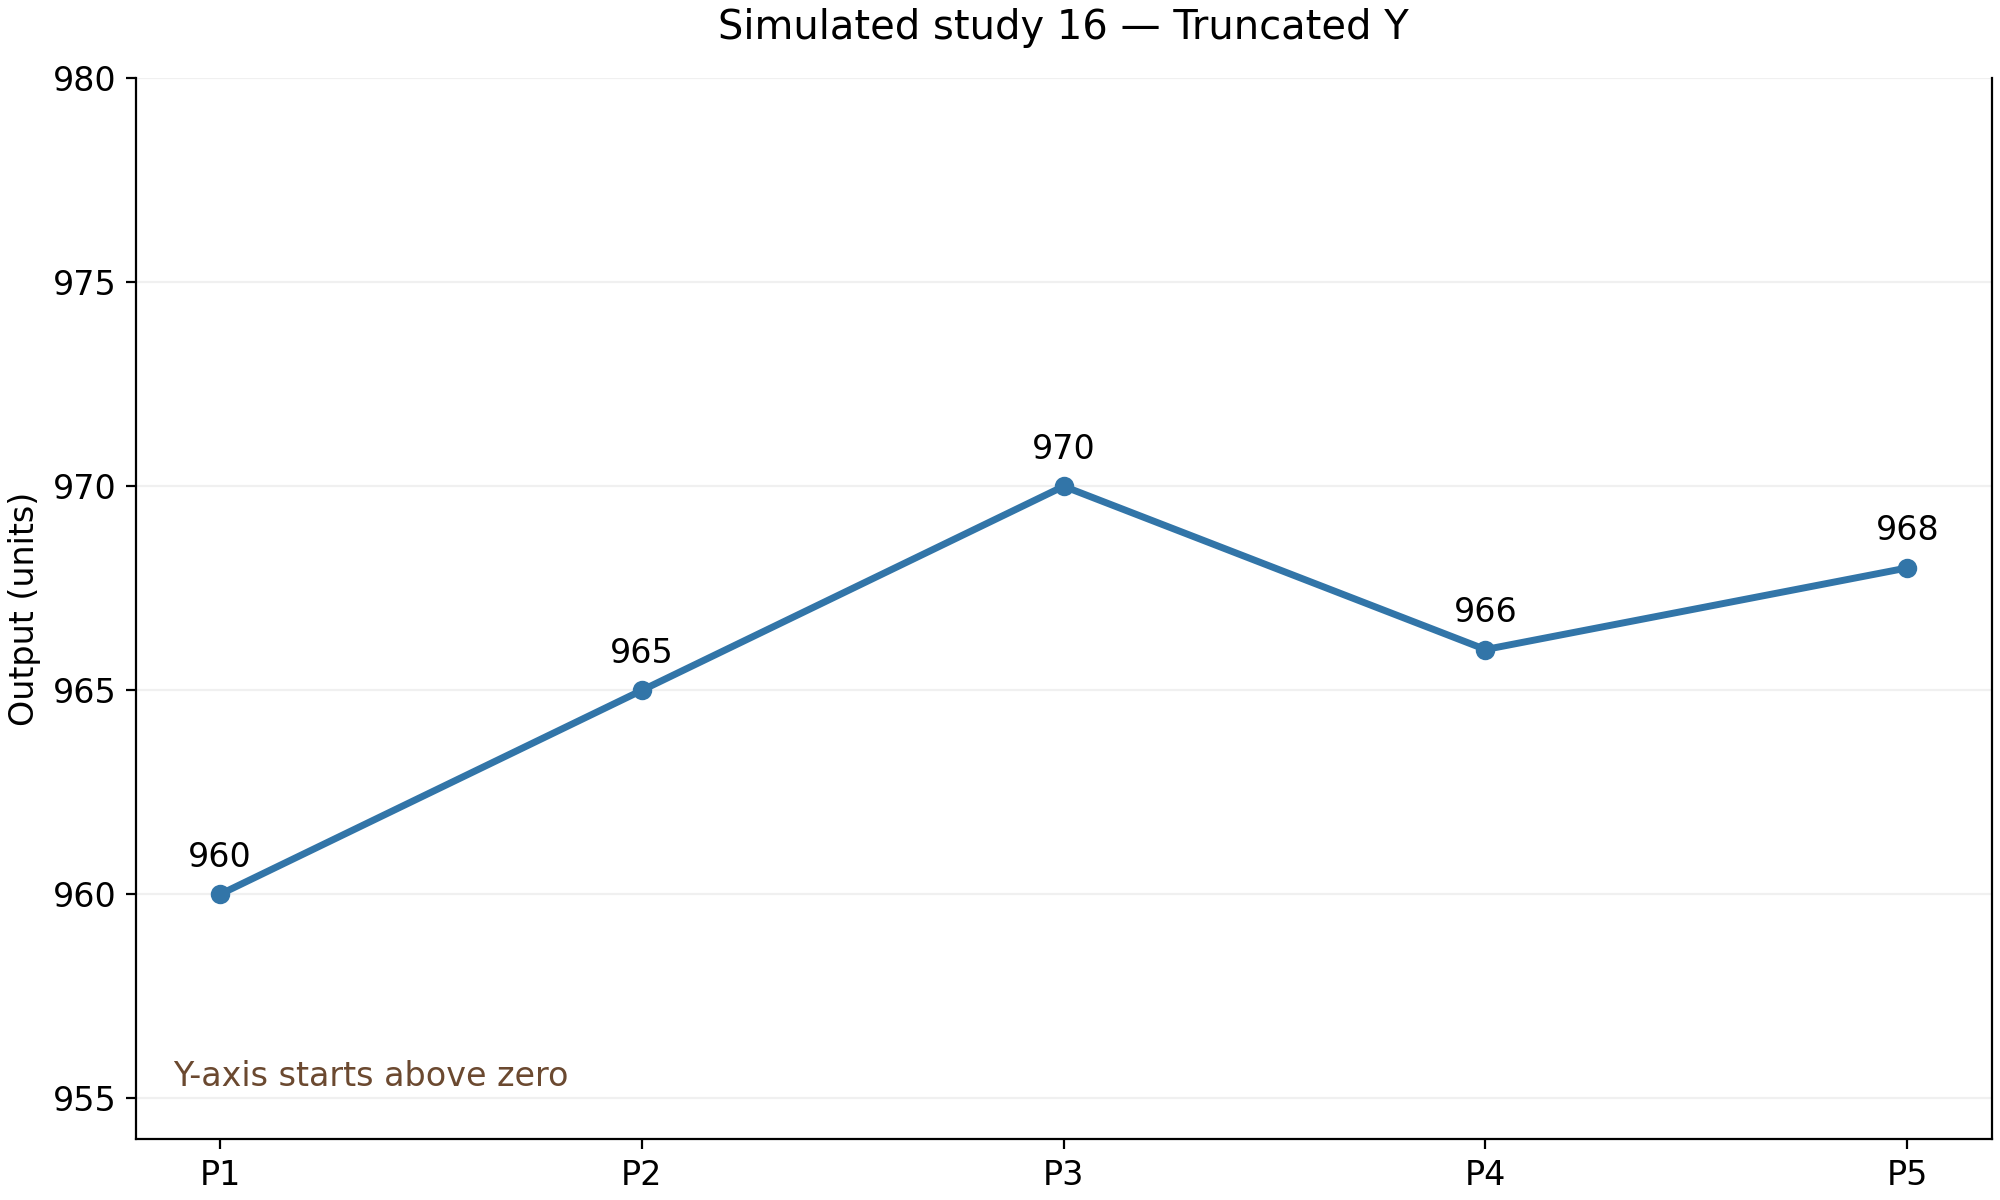 Simulated study 16 — Truncated Y
Output (units)
980
975
970
965
960
955
960
965
970
966
968
Y-axis starts above zero
P1 P2 P3 P4 P5